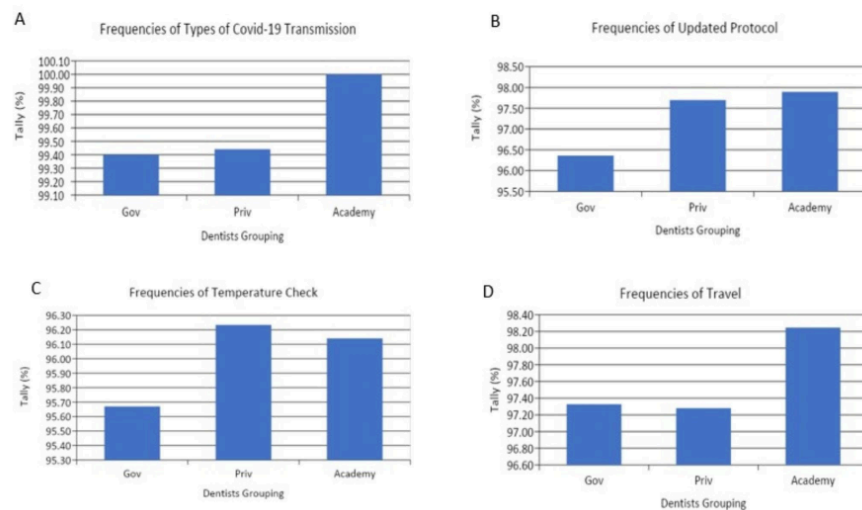 A
Frequencies of Types of Covid-19 Transmission
Tally (%)
100.10
100.00
99.90
99.80
99.70
99.60
99.50
99.40
99.30
99.20
99.10
Gov Priv Academy
Dentists Grouping
B
Frequencies of Updated Protocol
Tally (%)
98.50
98.00
97.50
97.00
96.50
96.00
95.50
Gov Priv Academy
Dentists Grouping
C
Frequencies of Temperature Check
Tally (%)
96.30
96.20
96.10
96.00
95.90
95.80
95.70
95.60
95.50
95.40
95.30
Gov Priv Academy
Dentists Grouping
D
Frequencies of Travel
Tally (%)
98.40
98.20
98.00
97.80
97.60
97.40
97.20
97.00
96.80
96.60
Gov Priv Academy
Dentists Grouping